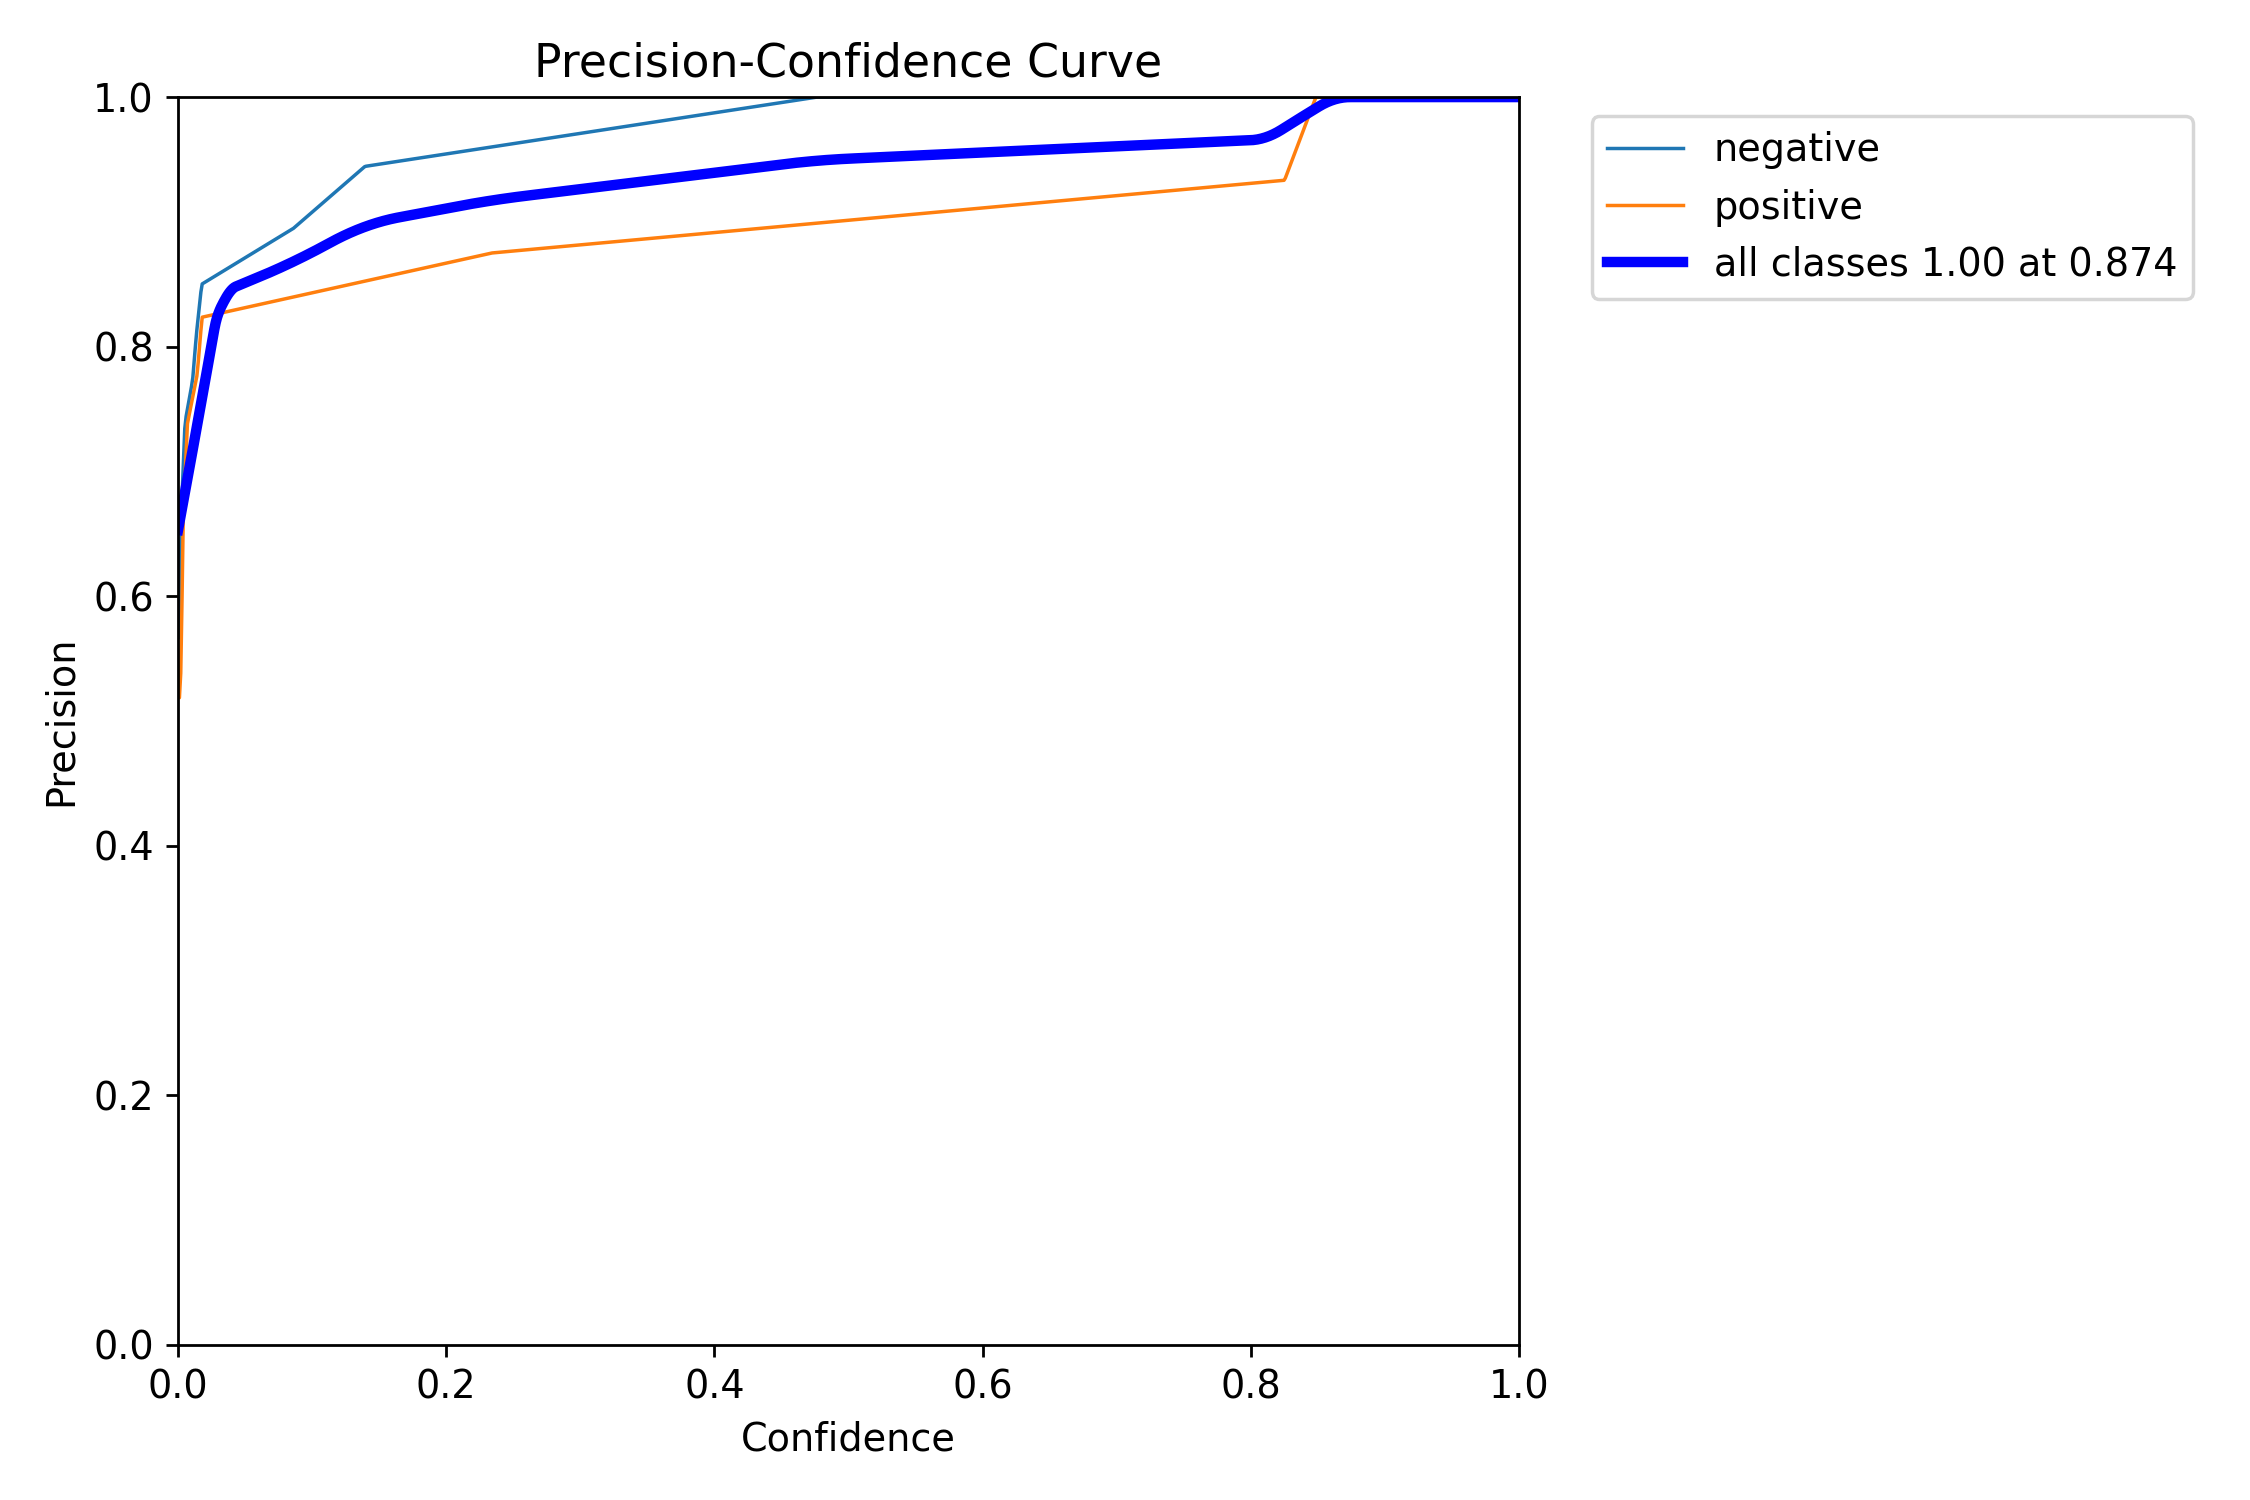 Precision-Confidence Curve
1.0
0.8
0.6
0.4
0.2
0.0
Precision
0.0 0.2 0.4 0.6 0.8 1.0
Confidence
negative
positive
all classes 1.00 at 0.874